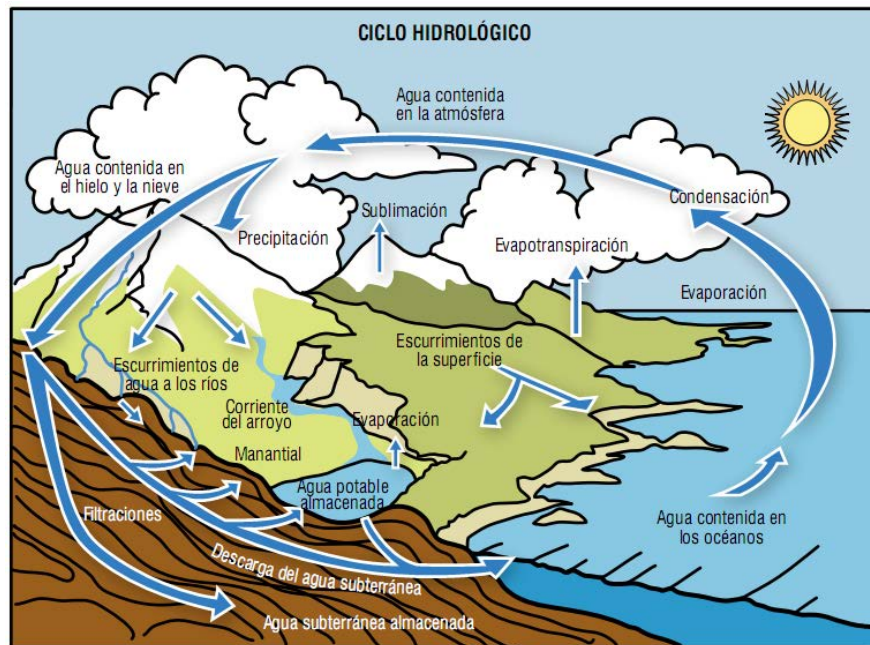 CICLO HIDROLÓGICO
Agua contenida
en la atmósfera
Agua contenida en
el hielo y la nieve
Condensación
Sublimación
Precipitación
Evapotranspiración
Evaporación
Escurrimientos de
agua a los ríos
Escurrimientos de
la superficie
Corriente
del arroyo
Evaporación
Manantial
Agua potable
almacenada
Filtraciones
Agua contenida en
los océanos
Descarga del agua subterránea
Agua subterránea almacenada